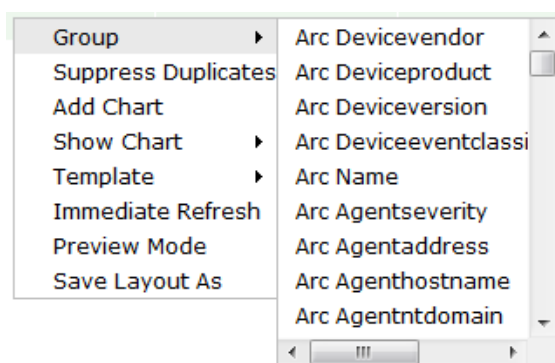 Group
Suppress Duplicates
Add Chart
Show Chart
Template
Immediate Refresh
Preview Mode
Save Layout As
Arc Devicevendor
Arc Deviceproduct
Arc Deviceversion
Arc Deviceeventclassi
Arc Name
Arc Agentseverity
Arc Agentaddress
Arc Agenthostname
Arc Agentntdomain